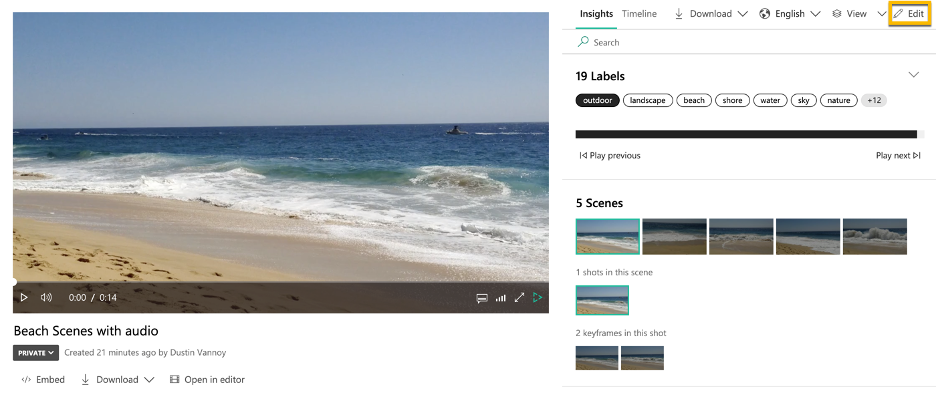 Insights Timeline Download English View Edit
Search
19 Labels
outdoor landscape beach shore water sky nature +12
Play previous Play next
5 Scenes
1 shots in this scene
2 keyframes in this shot
0:00 / 0:14
Beach Scenes with audio
PRIVATE Created 21 minutes ago by Dustin Vannoy
</> Embed Download Open in editor